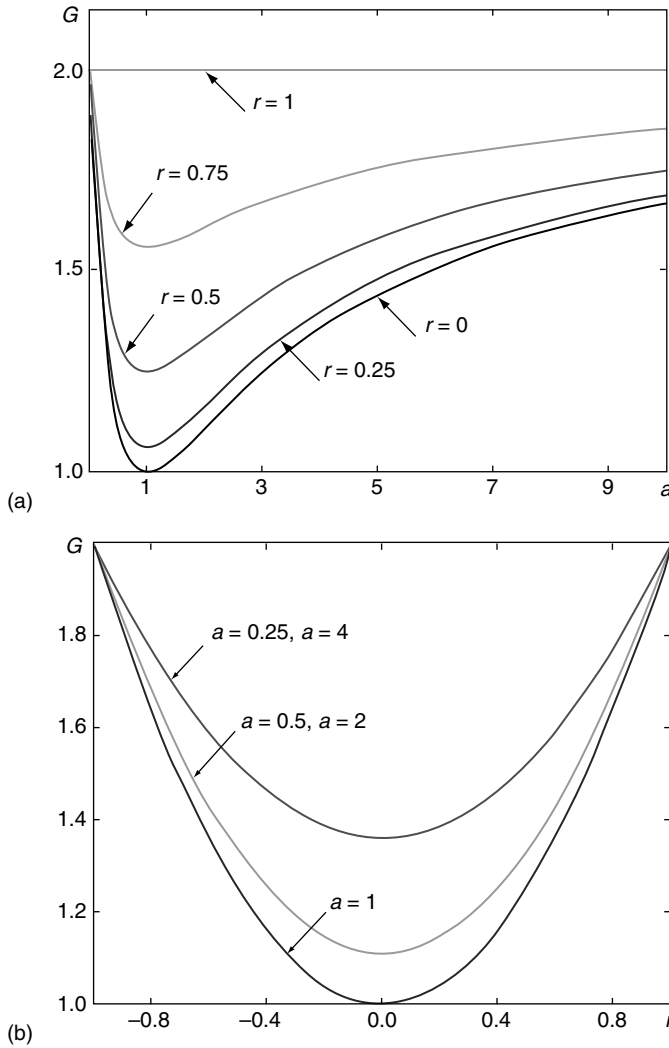 G
2.0
r = 1
r = 0.75
1.5
r = 0.5
r = 0
r = 0.25
1.0
1 3 5 7 9 a
(a)
G
1.8
a = 0.25, a = 4
a = 0.5, a = 2
1.6
1.4
1.2
a = 1
1.0
–0.8 –0.4 0.0 0.4 0.8
(b)